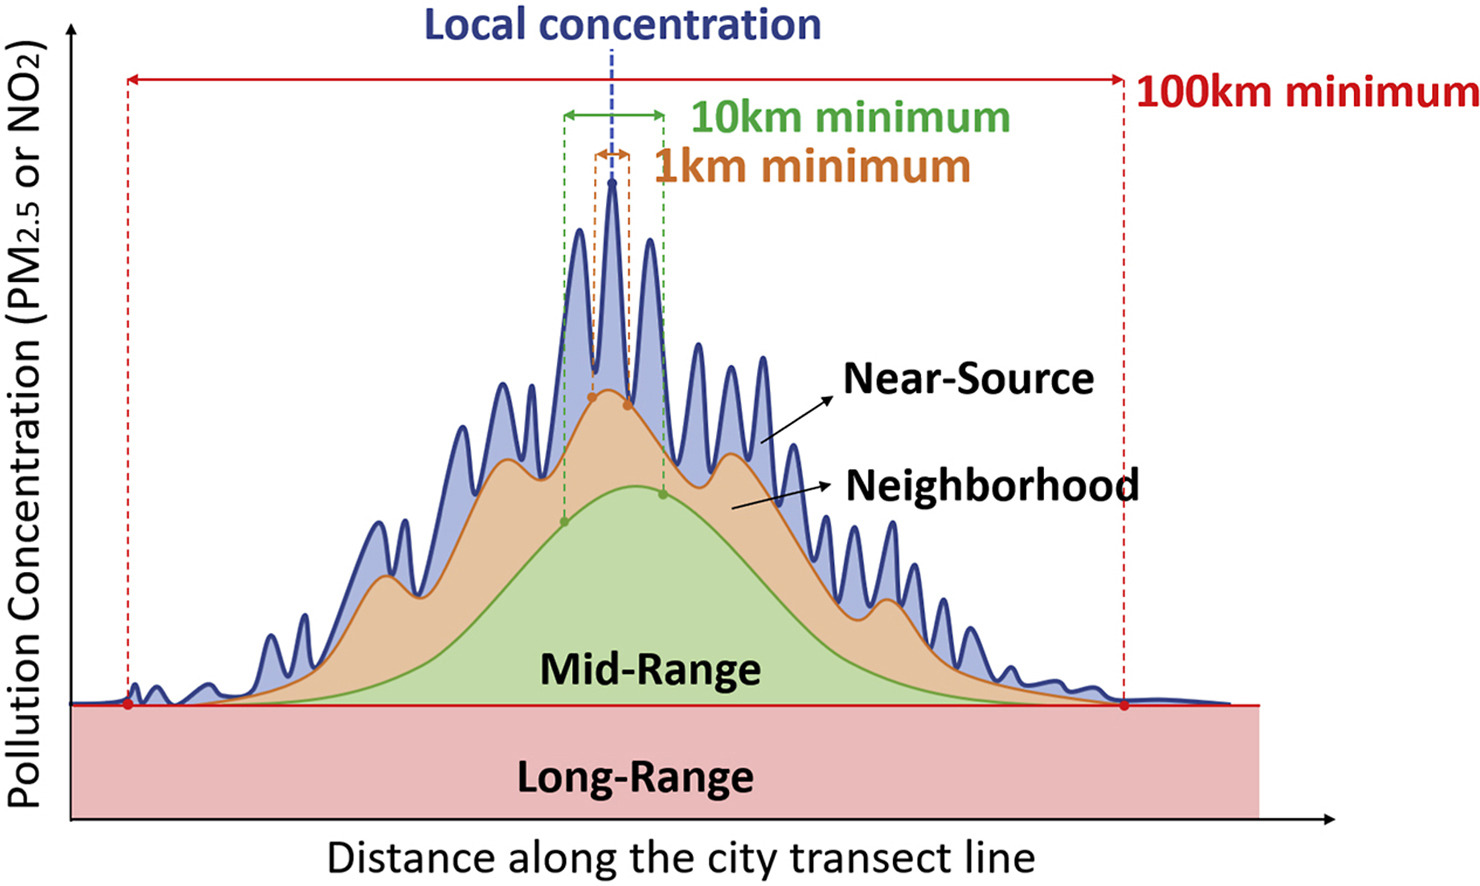 Local concentration
100km minimum
10km minimum
1km minimum
Near-Source
Neighborhood
Mid-Range
Long-Range
Pollution Concentration (PM2.5 or NO2)
Distance along the city transect line